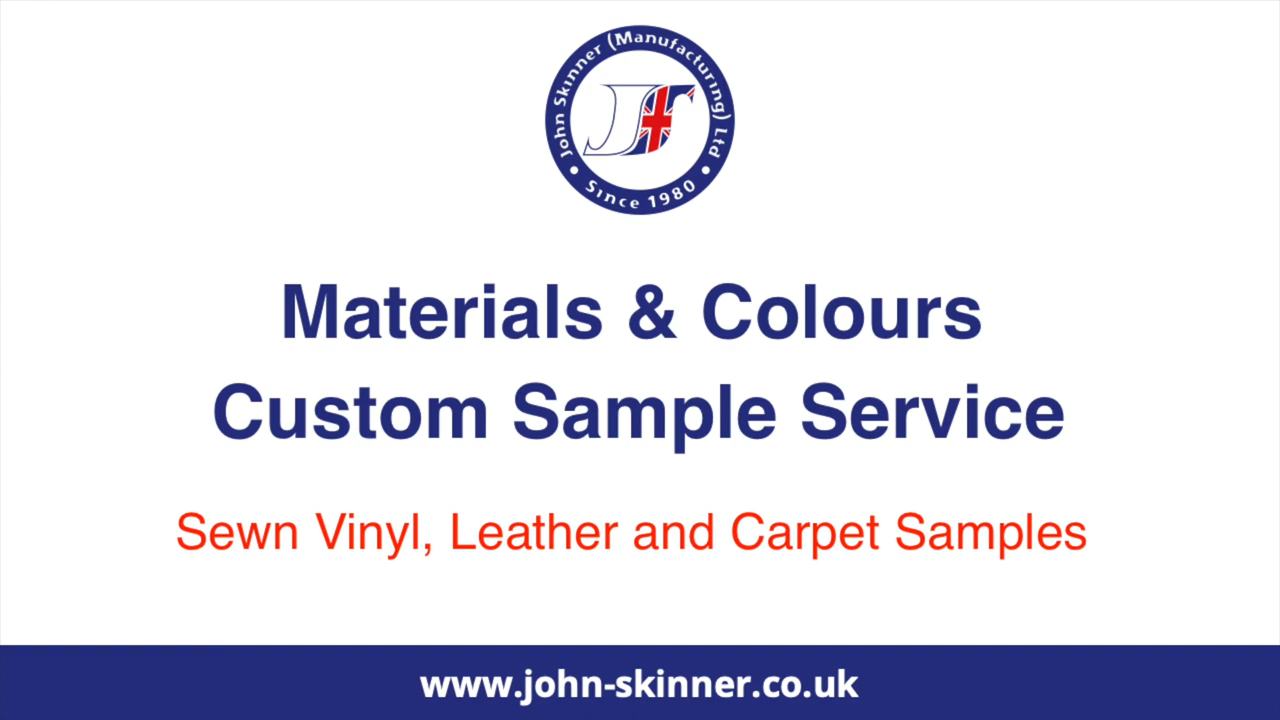 John Skinner (Manufacturing) Ltd
JS
• Since 1980 •
Materials & Colours
Custom Sample Service
Sewn Vinyl, Leather and Carpet Samples
www.john-skinner.co.uk